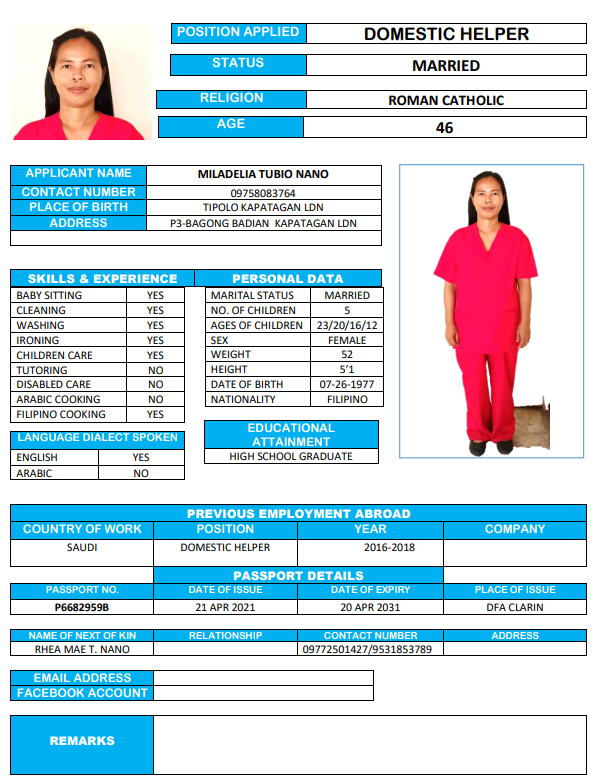 POSITION APPLIED DOMESTIC HELPER
STATUS MARRIED
RELIGION ROMAN CATHOLIC
AGE 46
APPLICANT NAME MILADELIA TUBIO NANO
CONTACT NUMBER 09758083764
PLACE OF BIRTH TIPOLO KAPATAGAN LDN
ADDRESS P3-BAGONG BADIAN KAPATAGAN LDN
SKILLS & EXPERIENCE
BABY SITTING YES
CLEANING YES
WASHING YES
IRONING YES
CHILDREN CARE YES
TUTORING NO
DISABLED CARE NO
ARABIC COOKING NO
FILIPINO COOKING YES
LANGUAGE DIALECT SPOKEN
ENGLISH YES
ARABIC NO
PERSONAL DATA
MARITAL STATUS MARRIED
NO. OF CHILDREN 5
AGES OF CHILDREN 23/20/16/12
SEX FEMALE
WEIGHT 52
HEIGHT 5'1
DATE OF BIRTH 07-26-1977
NATIONALITY FILIPINO
EDUCATIONAL
ATTAINMENT
HIGH SCHOOL GRADUATE
PREVIOUS EMPLOYMENT ABROAD
COUNTRY OF WORK POSITION YEAR COMPANY
SAUDI DOMESTIC HELPER 2016-2018
PASSPORT DETAILS
PASSPORT NO. DATE OF ISSUE DATE OF EXPIRY PLACE OF ISSUE
P6682959B 21 APR 2021 20 APR 2031 DFA CLARIN
NAME OF NEXT OF KIN RELATIONSHIP CONTACT NUMBER ADDRESS
RHEA MAE T. NANO 09772501427/9531853789
EMAIL ADDRESS
FACEBOOK ACCOUNT
REMARKS